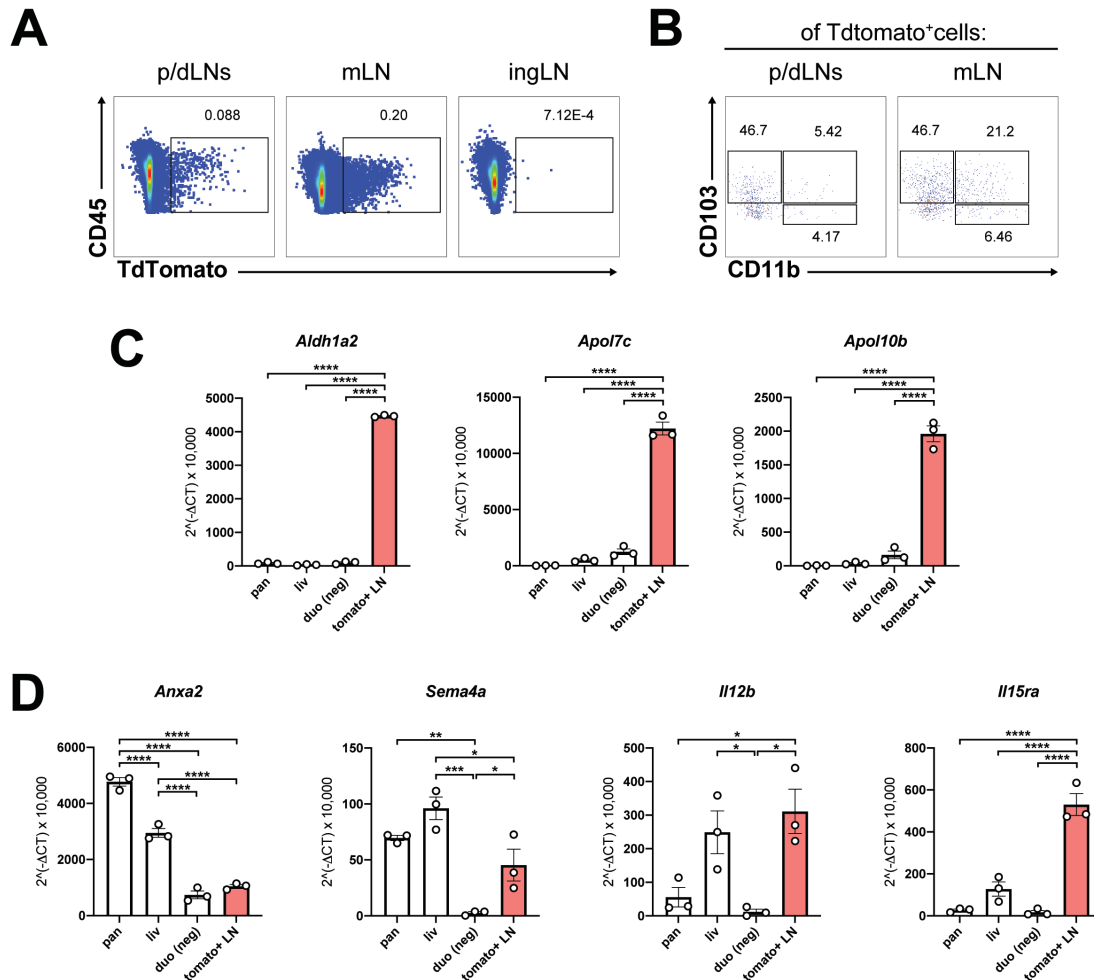 A
p/dLNs
mLN
ingLN
0.088
0.20
7.12E-4
CD45
TdTomato
B
of Tdtomato⁺cells:
p/dLNs
mLN
46.7
5.42
4.17
46.7
21.2
6.46
CD103
CD11b
C
Aldh1a2
****
****
****
5000
4000
3000
2000
1000
0
2^(-ΔCT) x 10,000
pan
liv
duo (neg)
tomato+ LN
Apol7c
****
****
****
15000
10000
5000
0
2^(-ΔCT) x 10,000
pan
liv
duo (neg)
tomato+ LN
Apol10b
****
****
****
2500
2000
1500
1000
500
0
2^(-ΔCT) x 10,000
pan
liv
duo (neg)
tomato+ LN
D
Anxa2
****
****
****
****
****
6000
4000
2000
0
2^(-ΔCT) x 10,000
pan
liv
duo (neg)
tomato+ LN
Sema4a
**
*
***
*
150
100
50
0
2^(-ΔCT) x 10,000
pan
liv
duo (neg)
tomato+ LN
Il12b
*
*
*
500
400
300
200
100
0
2^(-ΔCT) x 10,000
pan
liv
duo (neg)
tomato+ LN
Il15ra
****
****
****
800
600
400
200
0
2^(-ΔCT) x 10,000
pan
liv
duo (neg)
tomato+ LN